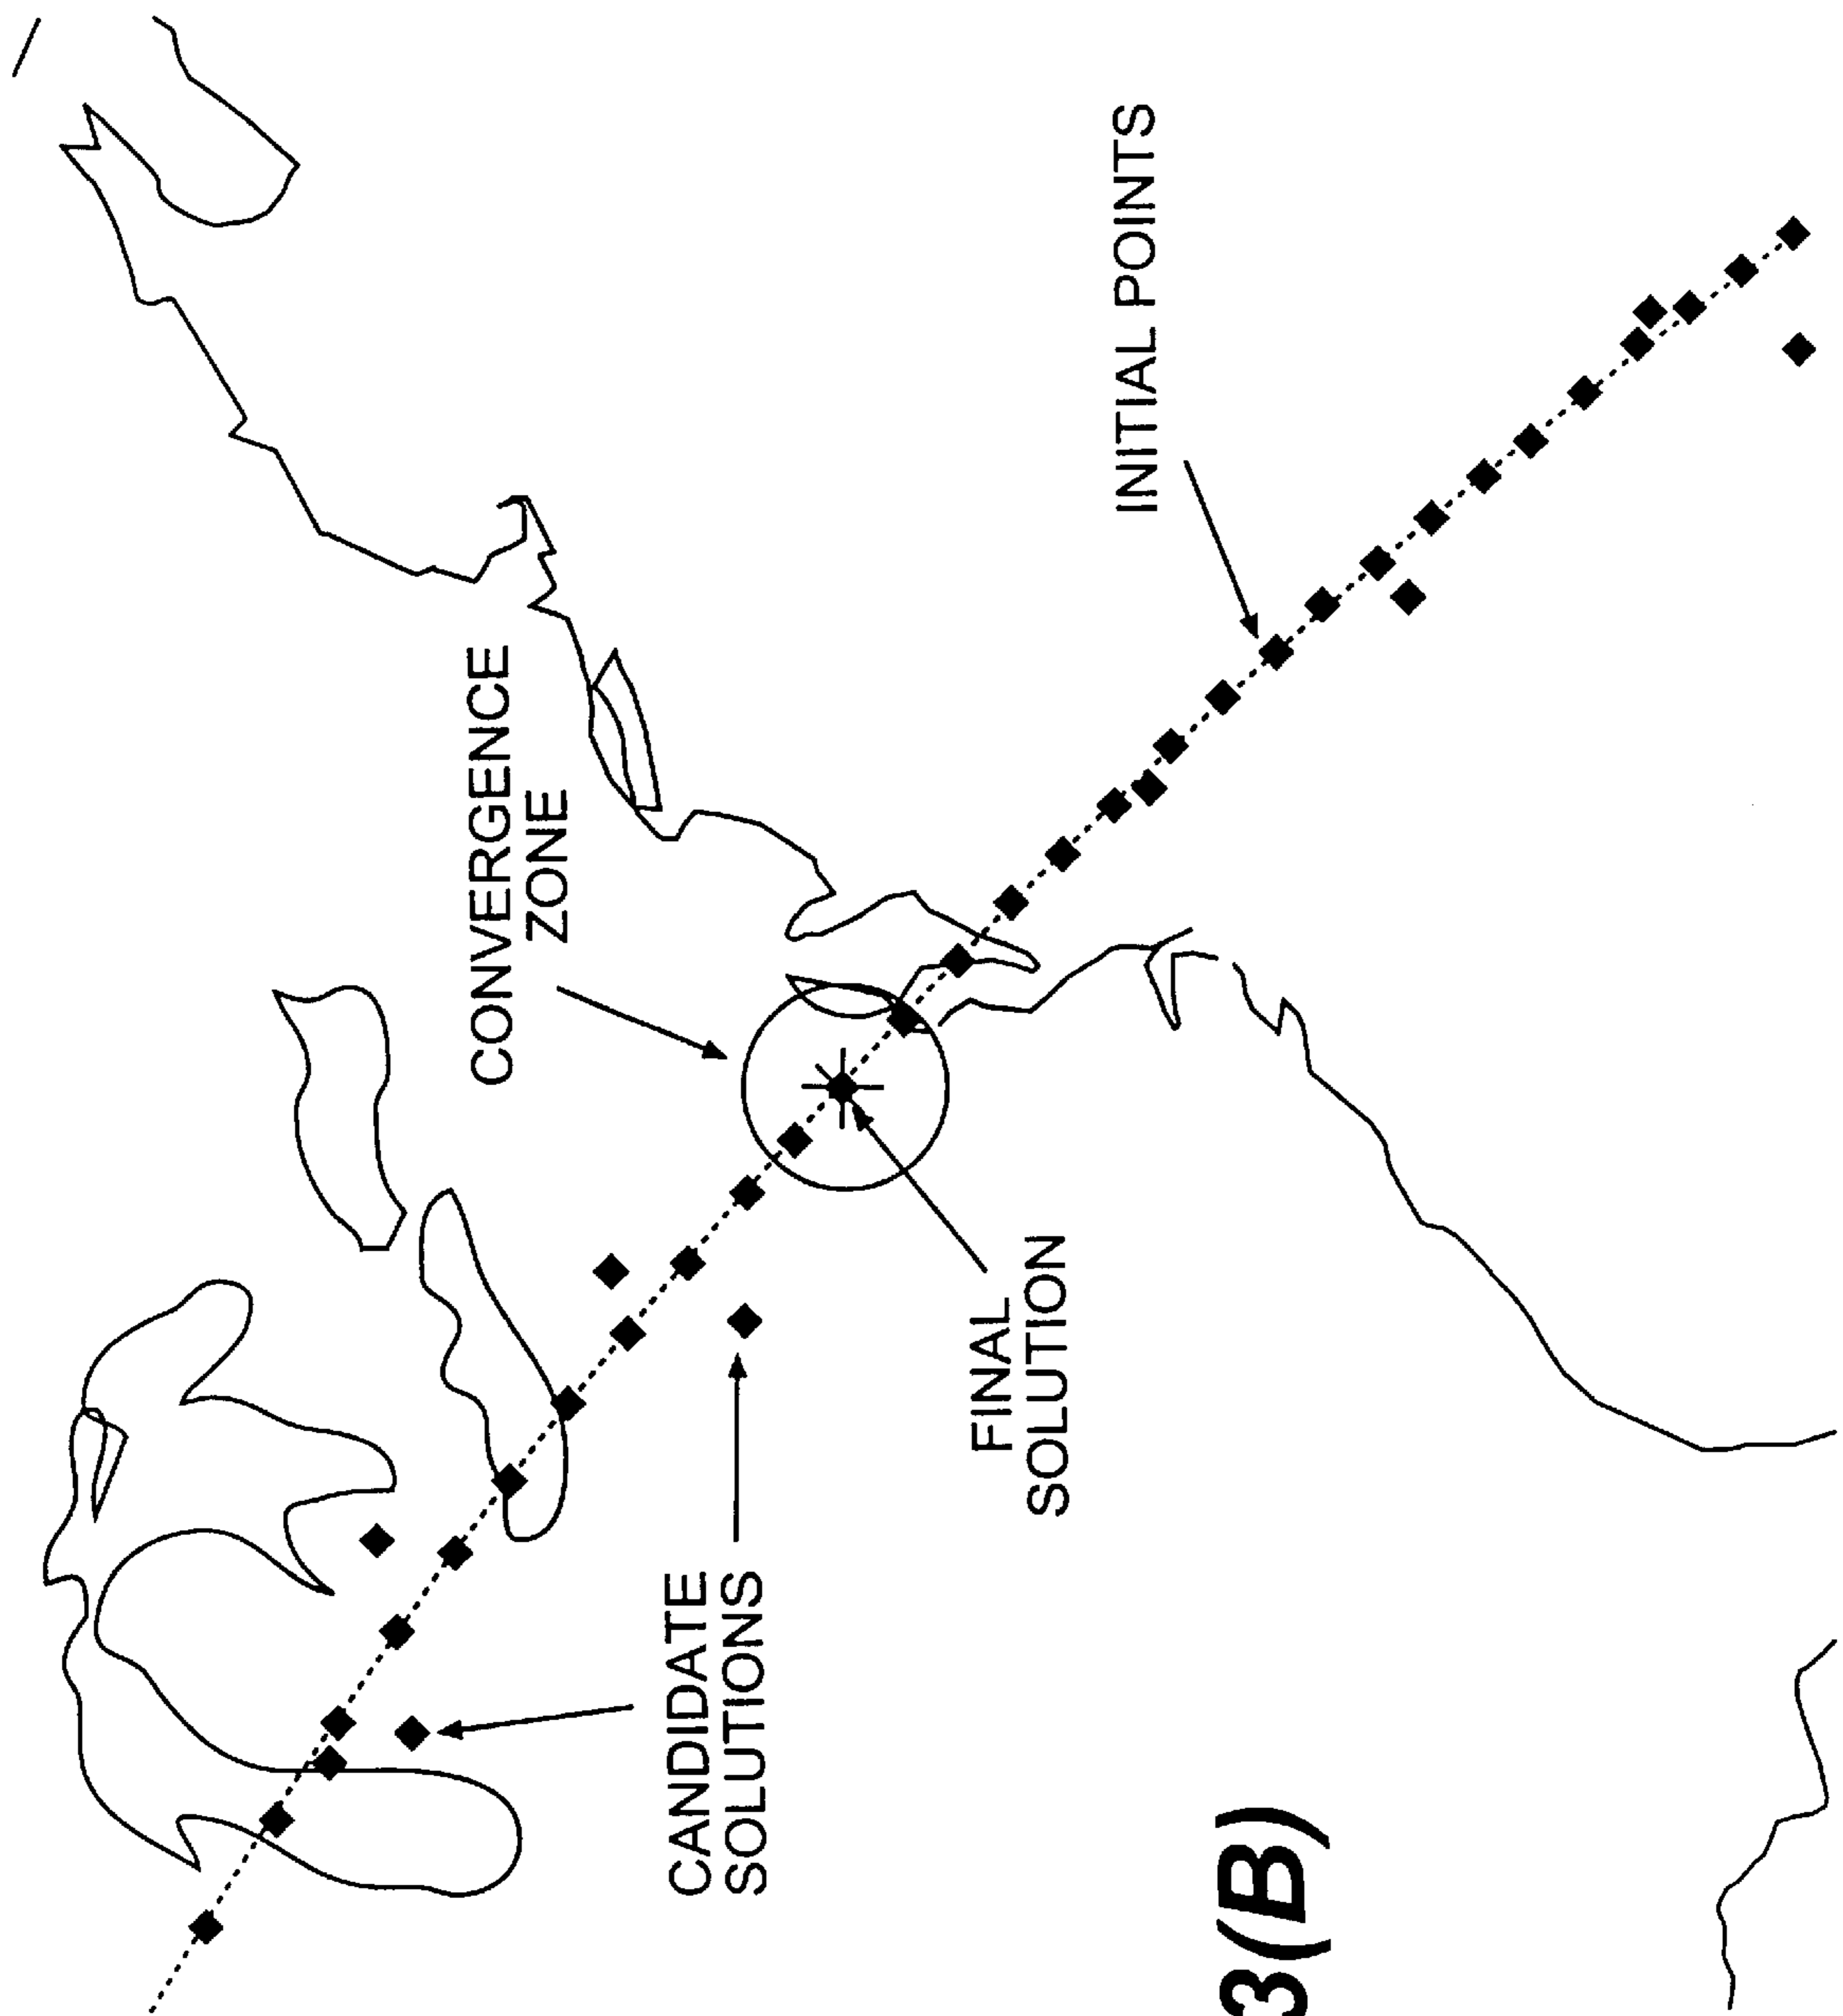 CONVERGENCE
ZONE
INITIAL POINTS
CANDIDATE
SOLUTIONS
FINAL
SOLUTION
3(B)